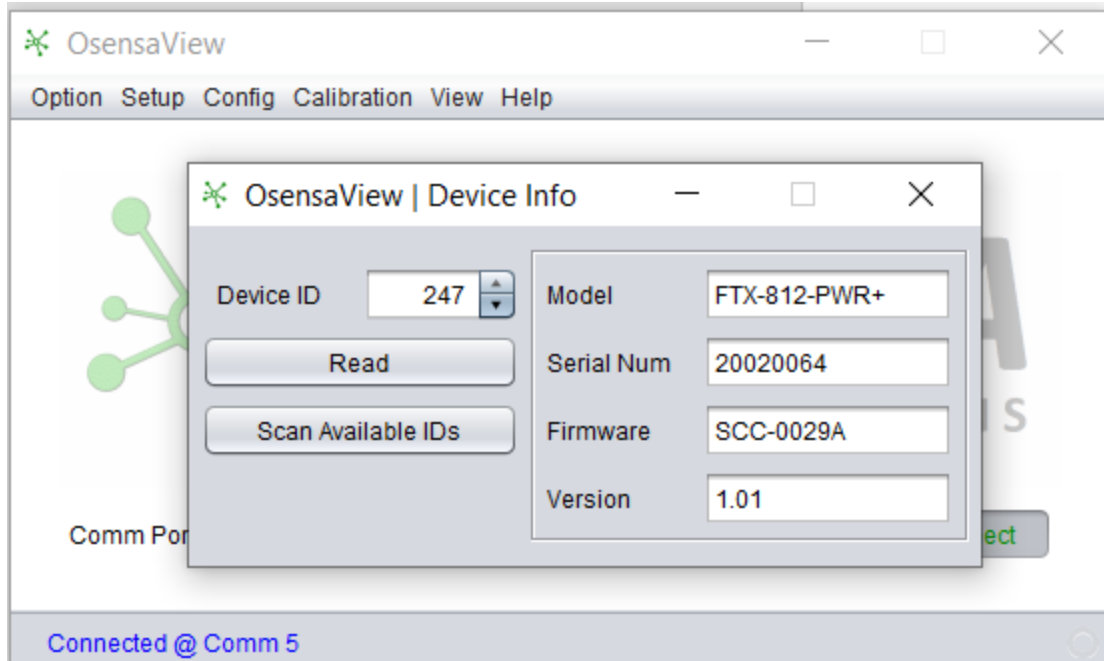 OsensaView
Option Setup Config Calibration View Help
OsensaView | Device Info
Device ID 247
Read
Scan Available IDs
Model FTX-812-PWR+
Serial Num 20020064
Firmware SCC-0029A
Version 1.01
A
S
Comm Por
ect
Connected @ Comm 5